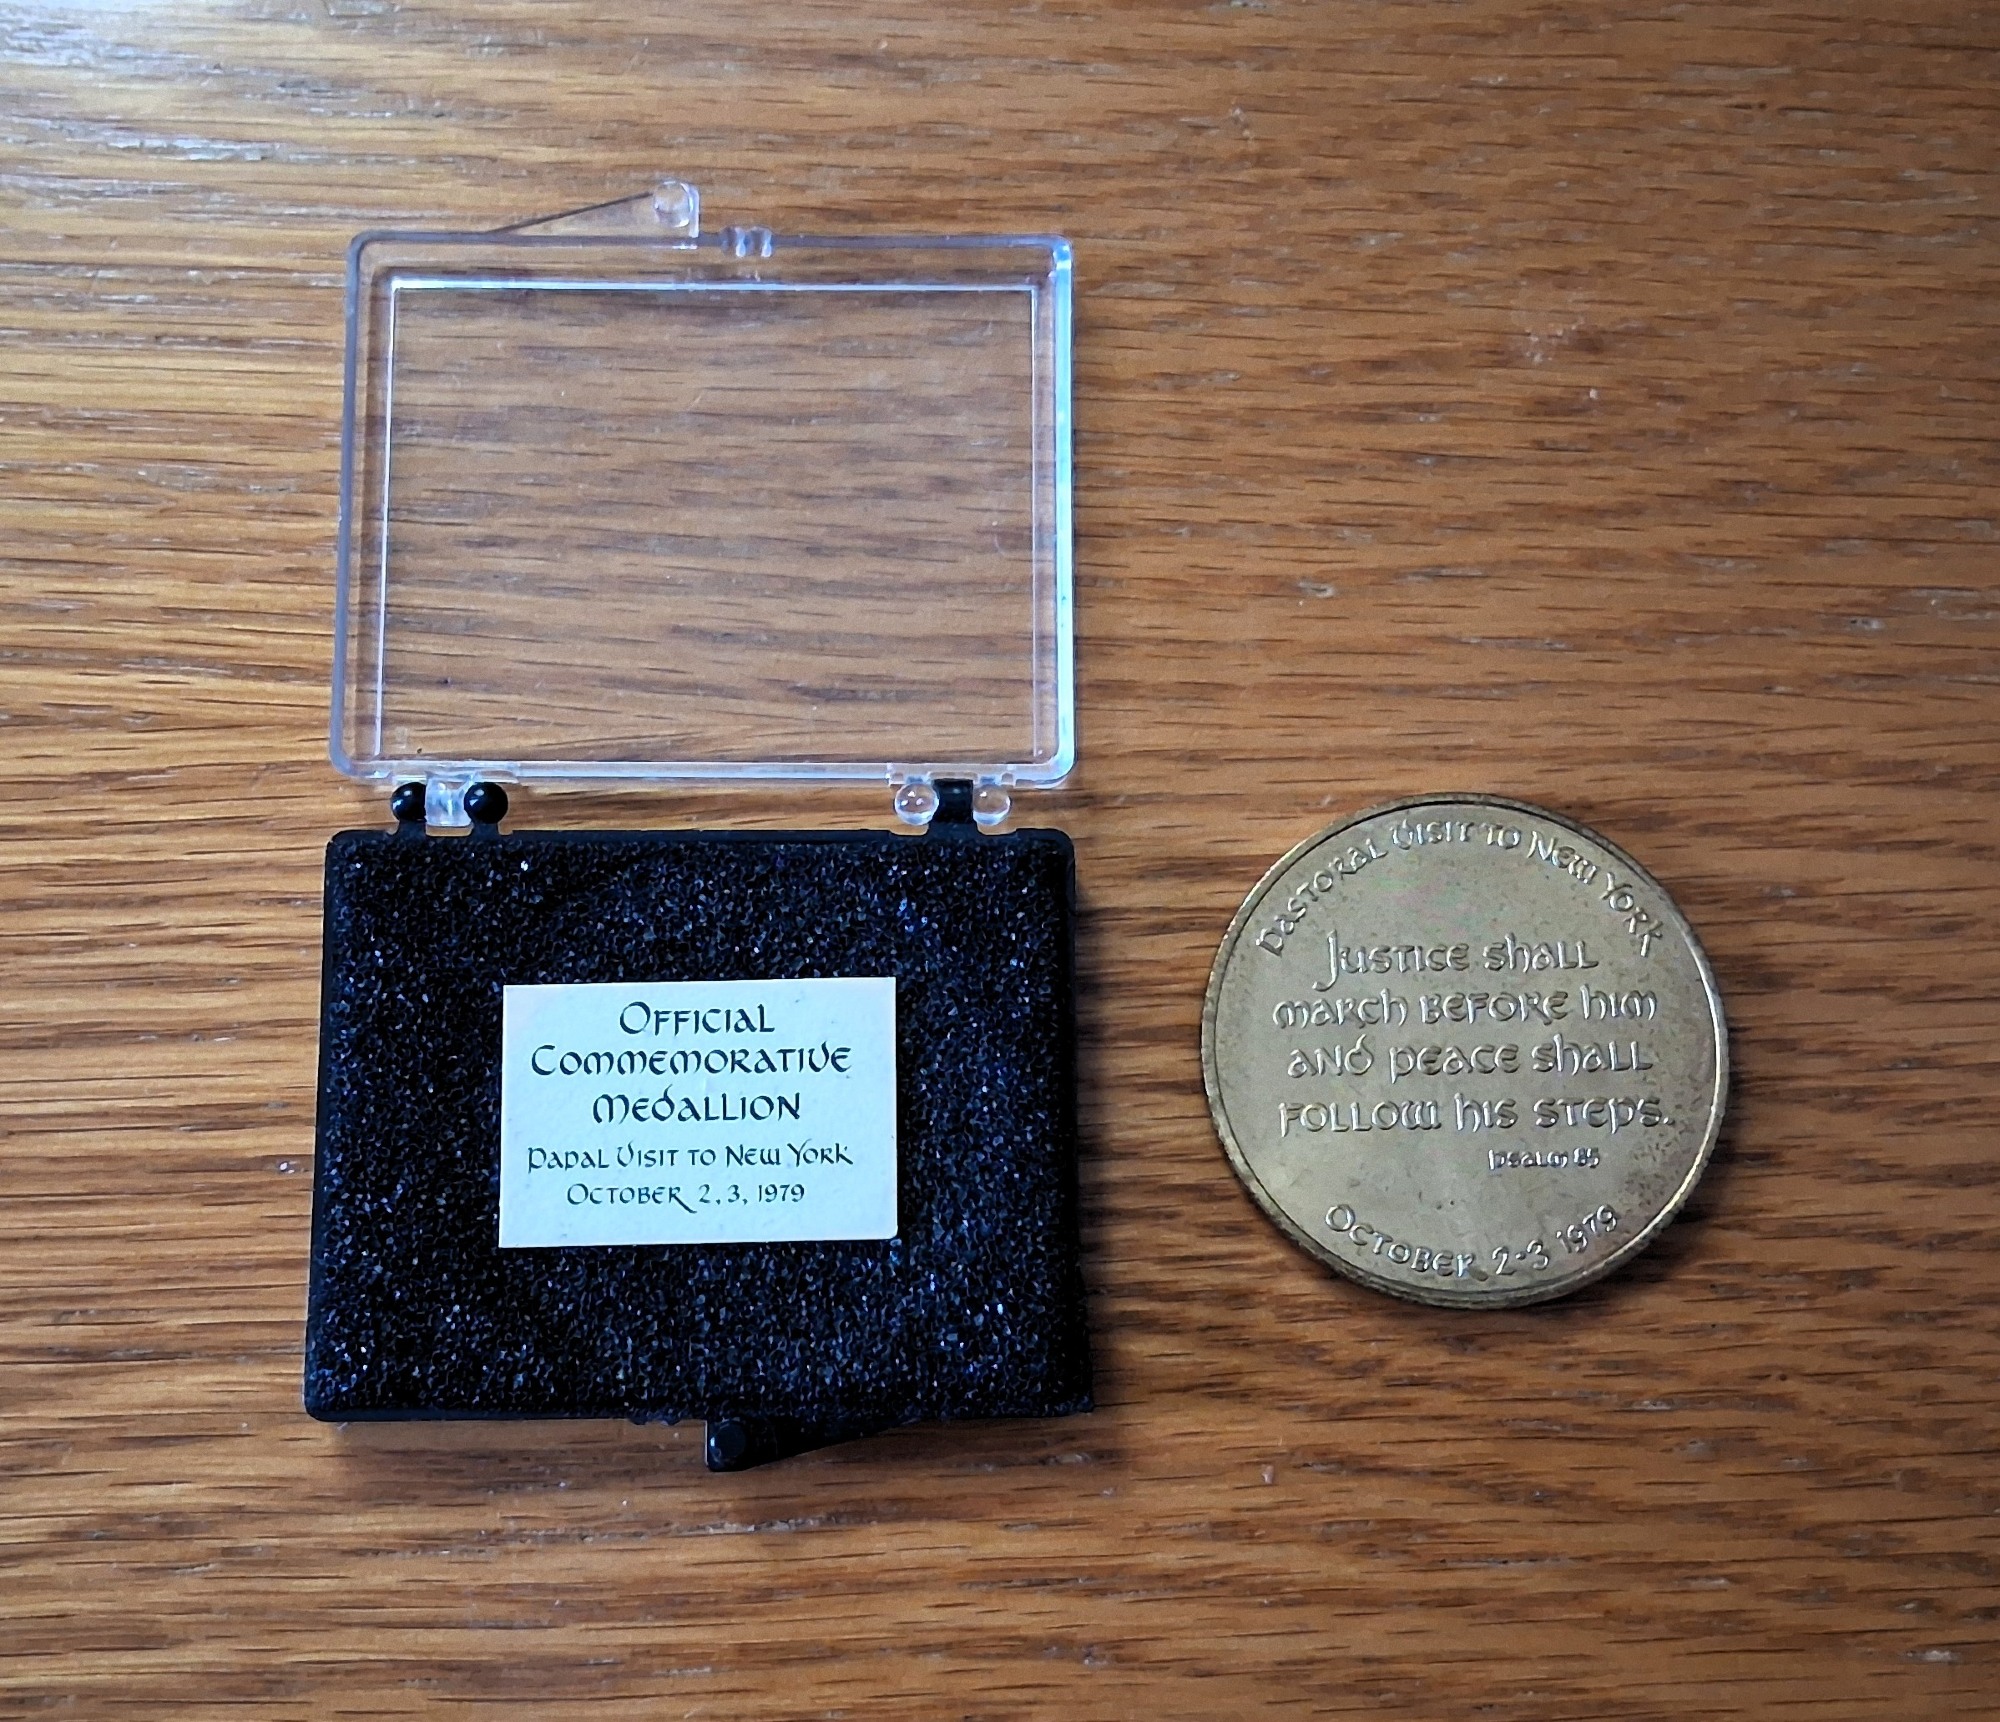 Official
Commemorative
Medallion
Papal Visit to New York
October 2, 3, 1979
Pastoral Visit to New York
Justice shall
march before him
and peace shall
follow his steps.
Psalm 85
October 2-3 1979